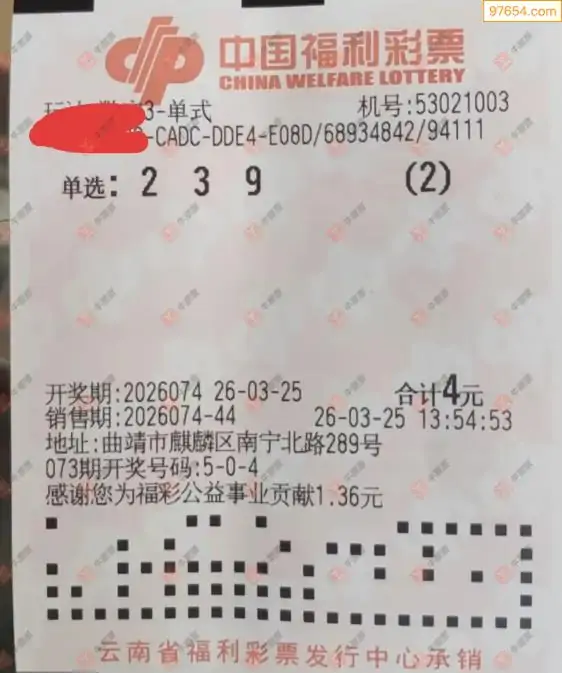 97654.com
中国福利彩票
CHINA WELFARE LOTTERY
3-单式 机号:53021003
-CADC-DDE4-E08D/68934842/94111
单选: 2 3 9 (2)
开奖期:2026074 26-03-25 合计4元
销售期:2026074-44 26-03-25 13:54:53
地址:曲靖市麒麟区南宁北路289号
073期开奖号码:5-0-4
感谢您为福彩公益事业贡献1.36元
云南省福利彩票发行中心承销